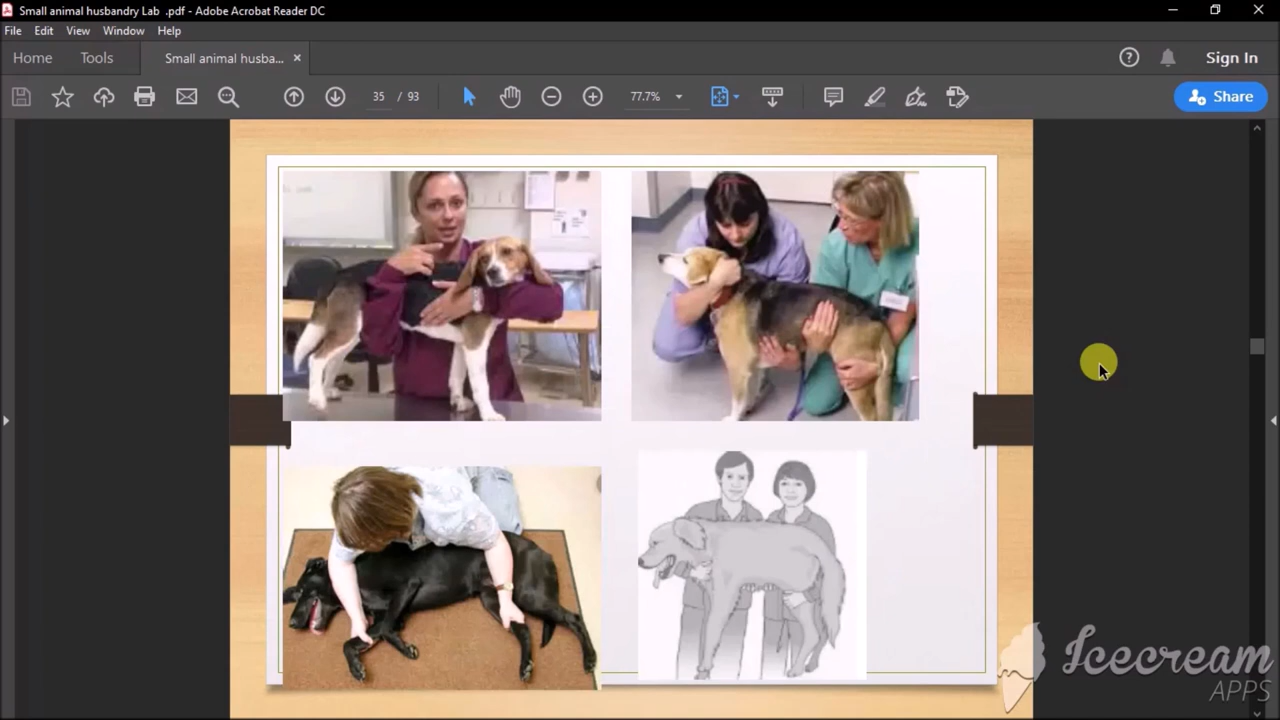 Small animal husbandry Lab .pdf - Adobe Acrobat Reader DC
File Edit View Window Help
Home Tools Small animal husba...
Sign In
35 / 93
77.7%
Share
Icecream
APPS